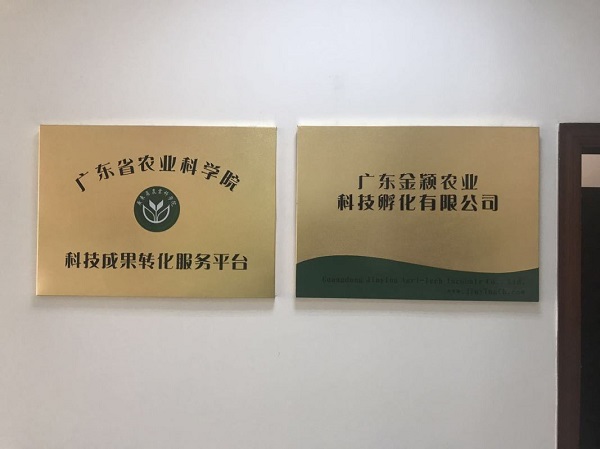 广东省农业科学院
科技成果转化服务平台
广东金颖农业
科技孵化有限公司